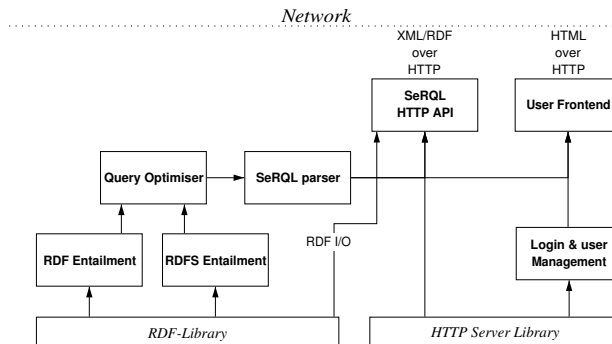 Network
XML/RDF
over
HTTP
HTML
over
HTTP
SeRQL
HTTP API
User Frontend
Query Optimiser
SeRQL parser
RDF I/O
RDF Entailment
RDFS Entailment
Login & user
Management
RDF-Library
HTTP Server Library